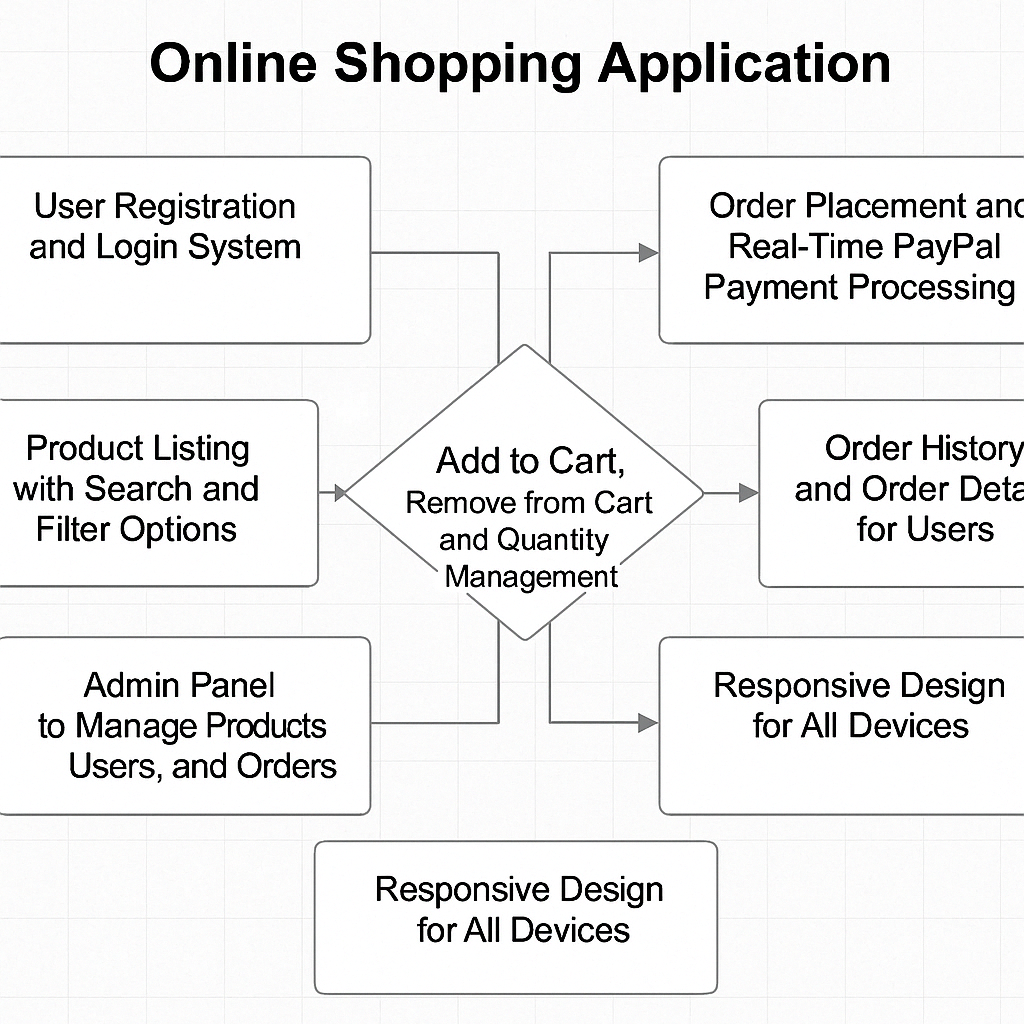 Online Shopping Application
User Registration
and Login System
Order Placement and
Real-Time PayPal
Payment Processing
Product Listing
with Search and
Filter Options
Add to Cart,
Remove from Cart
and Quantity
Management
Order History
and Order Deta
for Users
Admin Panel
to Manage Products
Users, and Orders
Responsive Design
for All Devices
Responsive Design
for All Devices